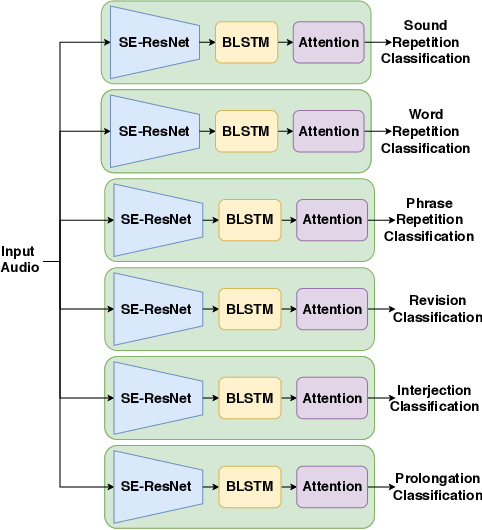 SE-ResNet BLSTM Attention
Sound
Repetition
Classification
SE-ResNet BLSTM Attention
Word
Repetition
Classification
SE-ResNet BLSTM Attention
Phrase
Repetition
Classification
Input
Audio
SE-ResNet BLSTM Attention
Revision
Classification
SE-ResNet BLSTM Attention
Interjection
Classification
SE-ResNet BLSTM Attention
Prolongation
Classification